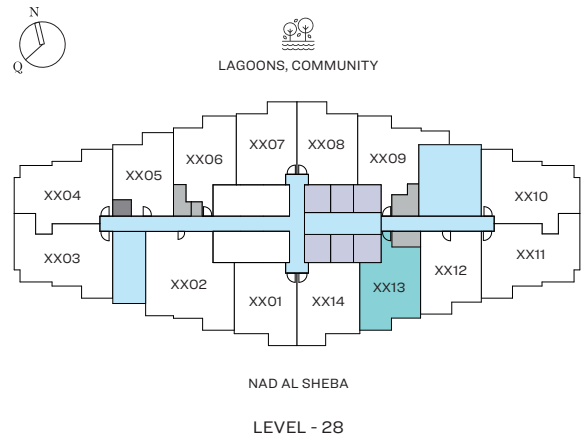 N
Q
LAGOONS, COMMUNITY
XX07 XX08
XX06 XX09
XX05
XX04 XX10
XX03 XX11
XX12
XX02 XX13
XX01 XX14
NAD AL SHEBA
LEVEL - 28